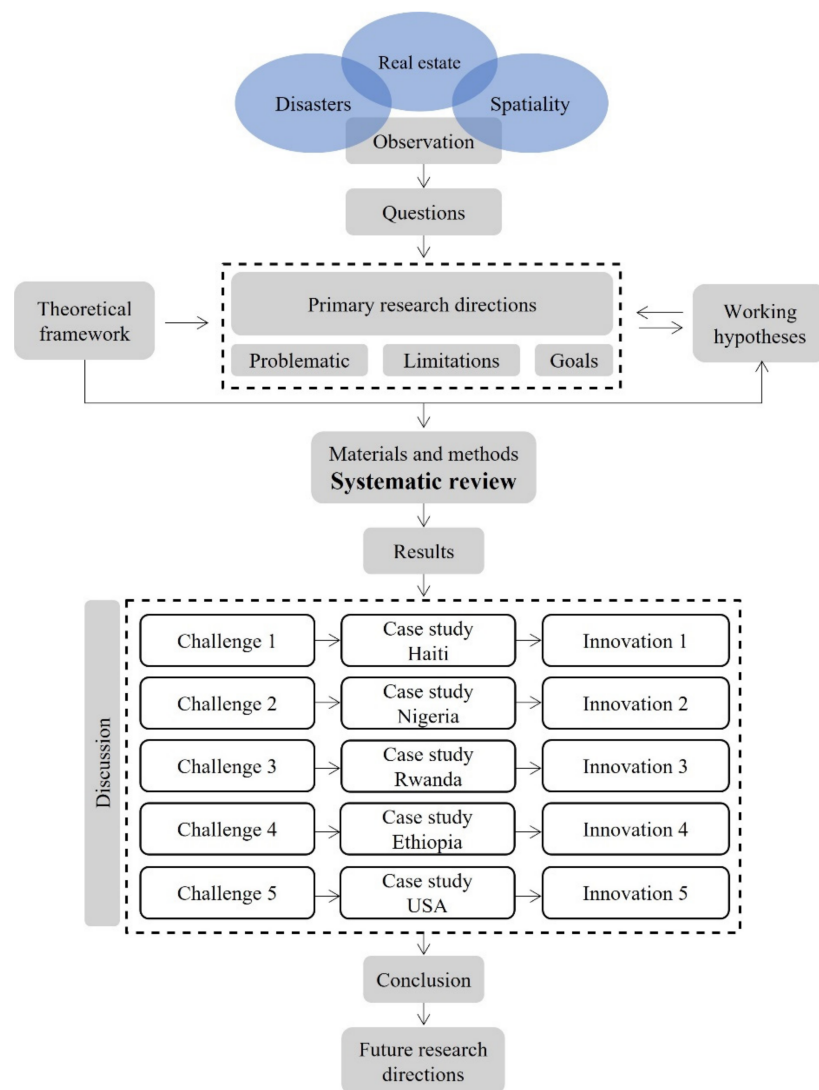 Real estate
Disasters
Spatiality
Observation
Questions
Theoretical
framework
Primary research directions
Working
hypotheses
Problematic
Limitations
Goals
Materials and methods
Systematic review
Results
Discussion
Challenge 1
Case study
Haiti
Innovation 1
Challenge 2
Case study
Nigeria
Innovation 2
Challenge 3
Case study
Rwanda
Innovation 3
Challenge 4
Case study
Ethiopia
Innovation 4
Challenge 5
Case study
USA
Innovation 5
Conclusion
Future research
directions